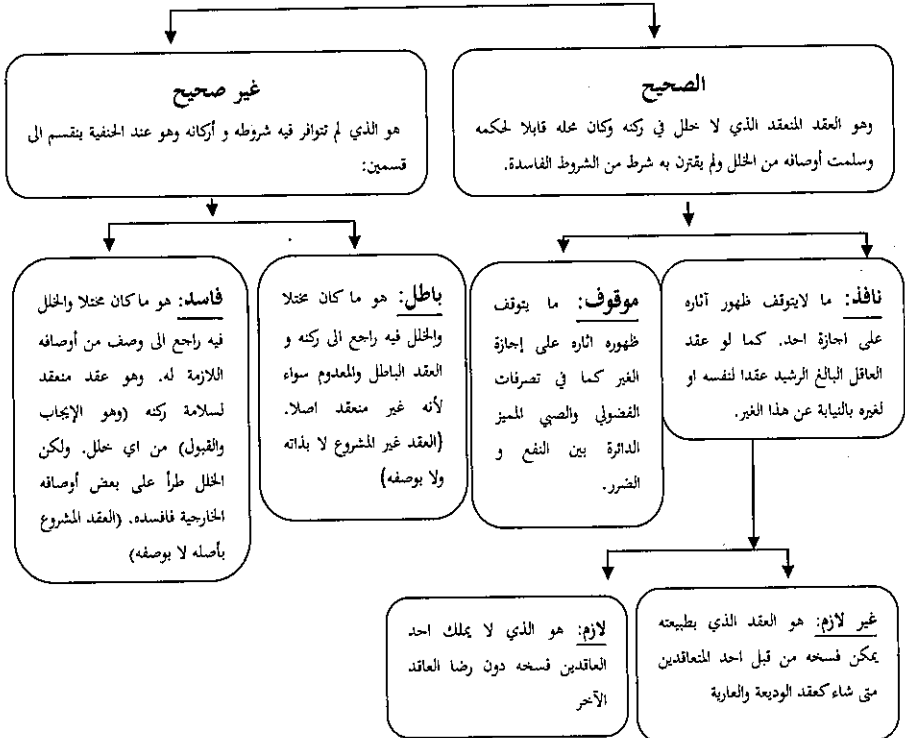 الصحيح
وهو العقد المنعقد الذي لا خلل في ركنه وكان محله قابلا لحكمه
وسلمت أوصافه من الخلل ولم يقترن به شرط من الشروط الفاسدة.
غير صحيح
هو الذي لم تتوافر فيه شروطه و أركانه وهو عند الحنفية ينقسم الى
قسمين:
نافذ: ما لايتوقف ظهور آثاره
على اجازة احد. كما لو عقد
العاقل البالغ الرشيد عقدا لنفسه او
لغيره بالنيابة عن هذا الغير.
موقوف: ما يتوقف
ظهوره اثاره على إجازة
الغير كما في تصرفات
الفضولي والصبي المميز
الدائرة بين النفع و
الضرر.
باطل: هو ما كان مختلا
والخلل فيه راجع الى ركنه و
العقد الباطل والمعدوم سواء
لأنه غير منعقد اصلا.
(العقد غير المشروع لا بذاته
ولا بوصفه)
فاسد: هو ما كان مختلا والخلل
فيه راجع الى وصف من أوصافه
اللازمة له. وهو عقد منعقد
لسلامة ركنه (وهو الإيجاب
والقبول) من اي خلل. ولكن
الخلل طرأ على بعض أوصافه
الخارجية فافسده. (العقد المشروع
بأصله لا بوصفه)
غير لازم: هو العقد الذي بطبيعته
يمكن فسخه من قبل احد المتعاقدين
متى شاء كعقد الوديعة والعارية
لازم: هو الذي لا يملك احد
العاقدين فسخه دون رضا العاقد
الآخر